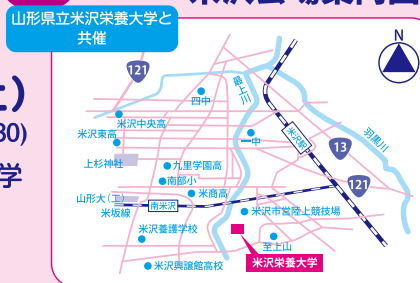 山形県立米沢栄養大学と
共催
N
121
四中
最上川
米沢中央高
米沢東高
一中
米沢駅
羽黒川
13
上杉神社
九里学園高
南部小
121
山形大(工)
米商高
米坂線
南米沢
米沢市営陸上競技場
米沢養護学校
至上山
米沢栄養大学
米沢興譲館高校
30)
学